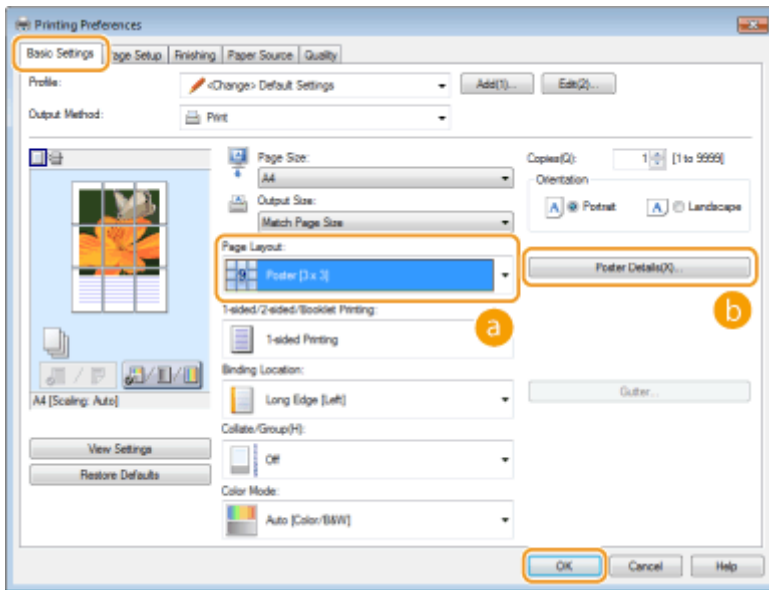 Printing Preferences
Basic Settings Page Setup Finishing Paper Source Quality
Profile: <Change> Default Settings Add(1)... Edit(2)...
Output Method: Print
Page Size:
A4
Output Size:
Match Page Size
Copies(Q): 1 [1 to 9999]
Orientation
A Portrait A Landscape
Page Layout:
9 Poster [3 x 3]
a
Poster Details(X)...
b
1-sided/2-sided/Booklet Printing:
1-sided Printing
Binding Location:
Long Edge [Left]
Gutter...
A4 [Scaling: Auto]
Collate/Group(H):
Off
View Settings
Restore Defaults
Color Mode:
Auto [Color/B&W]
OK Cancel Help